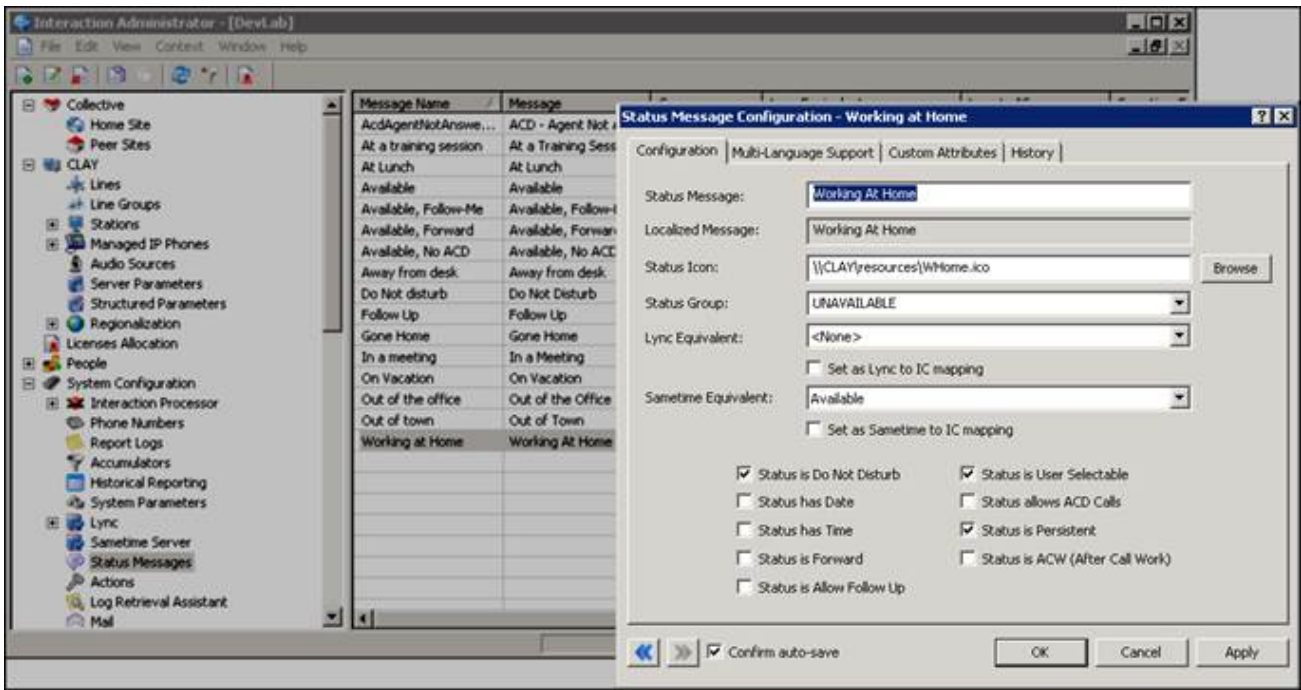 Interaction Administrator - [DevLab]
File Edit View Context Window Help
Collective
Home Site
Peer Sites
CLAY
Lines
Line Groups
Stations
Managed IP Phones
Audio Sources
Server Parameters
Structured Parameters
Regionalization
Licenses Allocation
People
System Configuration
Interaction Processor
Phone Numbers
Report Logs
Accumulators
Historical Reporting
System Parameters
Lync
Sametime Server
Status Messages
Actions
Log Retrieval Assistant
Mail
Message Name Message
AcdAgentNotAnswe... ACD - Agent Not
At a training session At a Training Sess
At Lunch At Lunch
Available Available
Available, Follow-Me Available, Follow-
Available, Forward Available, Forwar
Available, No ACD Available, No ACD
Away from desk Away from desk
Do Not disturb Do Not Disturb
Follow Up Follow Up
Gone Home Gone Home
In a meeting In a Meeting
On Vacation On Vacation
Out of the office Out of the Office
Out of town Out of Town
Working at Home Working At Home
Status Message Configuration - Working at Home
Configuration Multi-Language Support Custom Attributes History
Status Message: Working At Home
Localized Message: Working At Home
Status Icon: \\CLAY\resources\WHome.ico Browse
Status Group: UNAVAILABLE
Lync Equivalent: <None>
Set as Lync to IC mapping
Sametime Equivalent: Available
Set as Sametime to IC mapping
Status is Do Not Disturb Status is User Selectable
Status has Date Status allows ACD Calls
Status has Time Status is Persistent
Status is Forward Status is ACW (After Call Work)
Status is Allow Follow Up
Confirm auto-save OK Cancel Apply